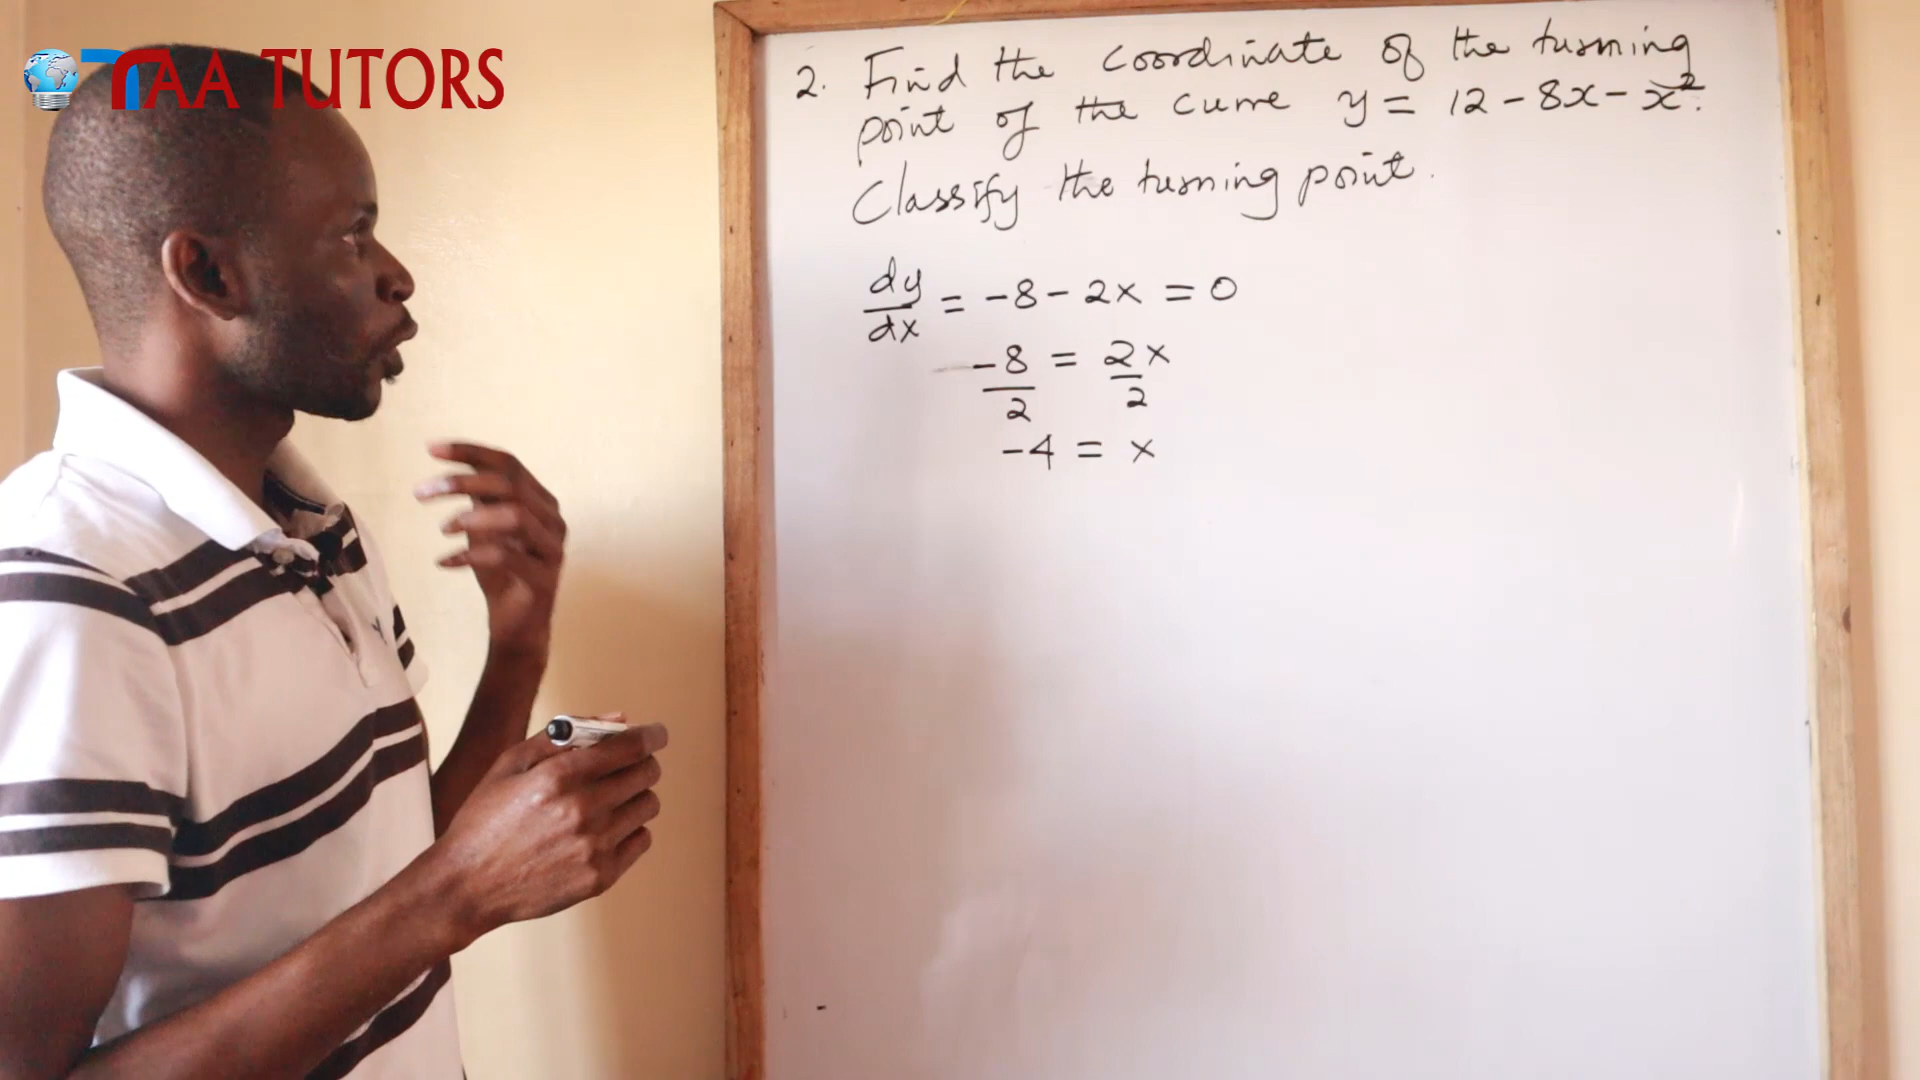 TAA TUTORS
2. Find the coordinate of the turning
point of the curve y = 12 - 8x - x².
Classify the turning point.
dy/dx = -8 - 2x = 0
-8/2 = 2x/2
-4 = x